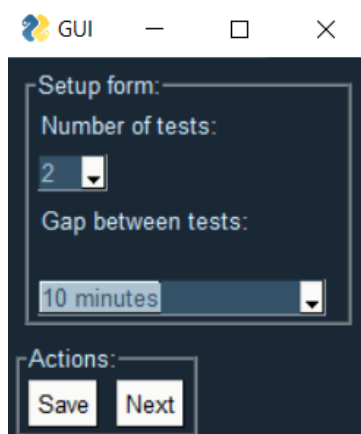 GUI
Setup form:
Number of tests:
2
Gap between tests:
10 minutes
Actions:
Save Next